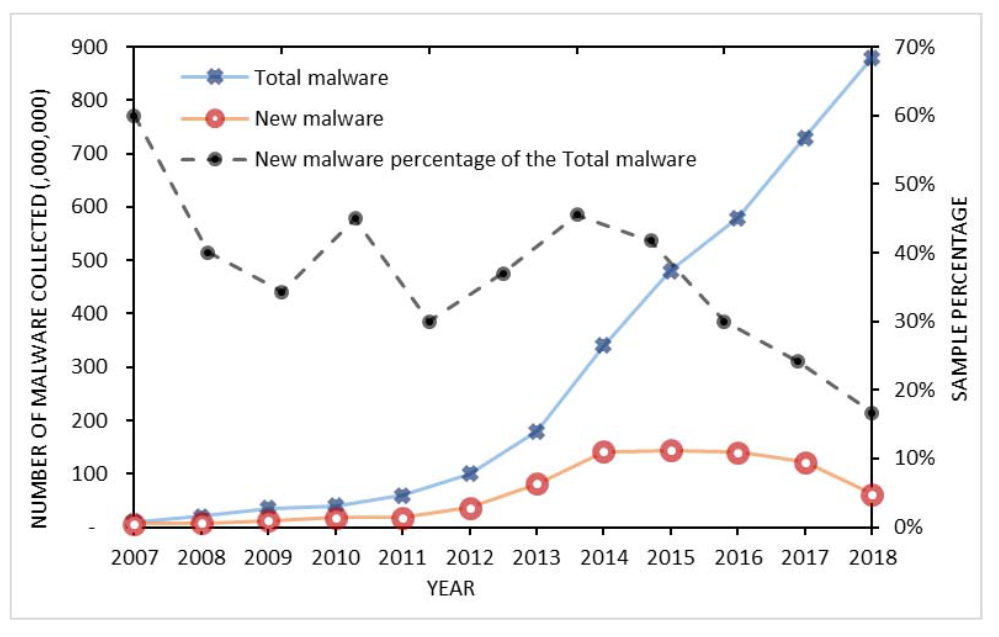 900
800
700
600
500
400
300
200
100
-
NUMBER OF MALWARE COLLECTED (,000,000)
Total malware
New malware
New malware percentage of the Total malware
70%
60%
50%
40%
30%
20%
10%
0%
SAMPLE PERCENTAGE
2007 2008 2009 2010 2011 2012 2013 2014 2015 2016 2017 2018
YEAR